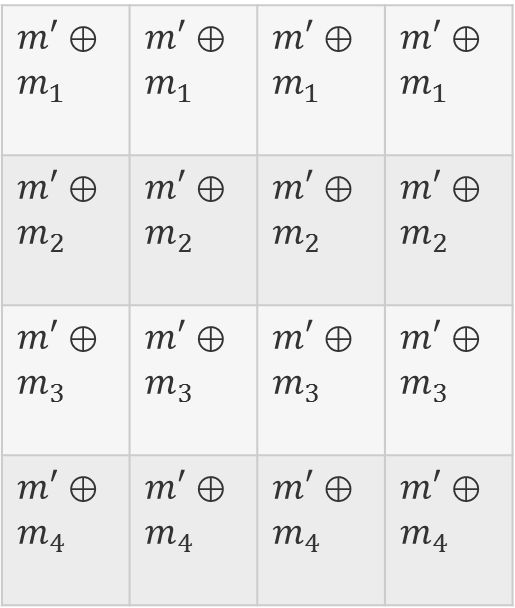 m′ ⊕ m′ ⊕ m′ ⊕ m′ ⊕
m₁ m₁ m₁ m₁
m′ ⊕ m′ ⊕ m′ ⊕ m′ ⊕
m₂ m₂ m₂ m₂
m′ ⊕ m′ ⊕ m′ ⊕ m′ ⊕
m₃ m₃ m₃ m₃
m′ ⊕ m′ ⊕ m′ ⊕ m′ ⊕
m₄ m₄ m₄ m₄